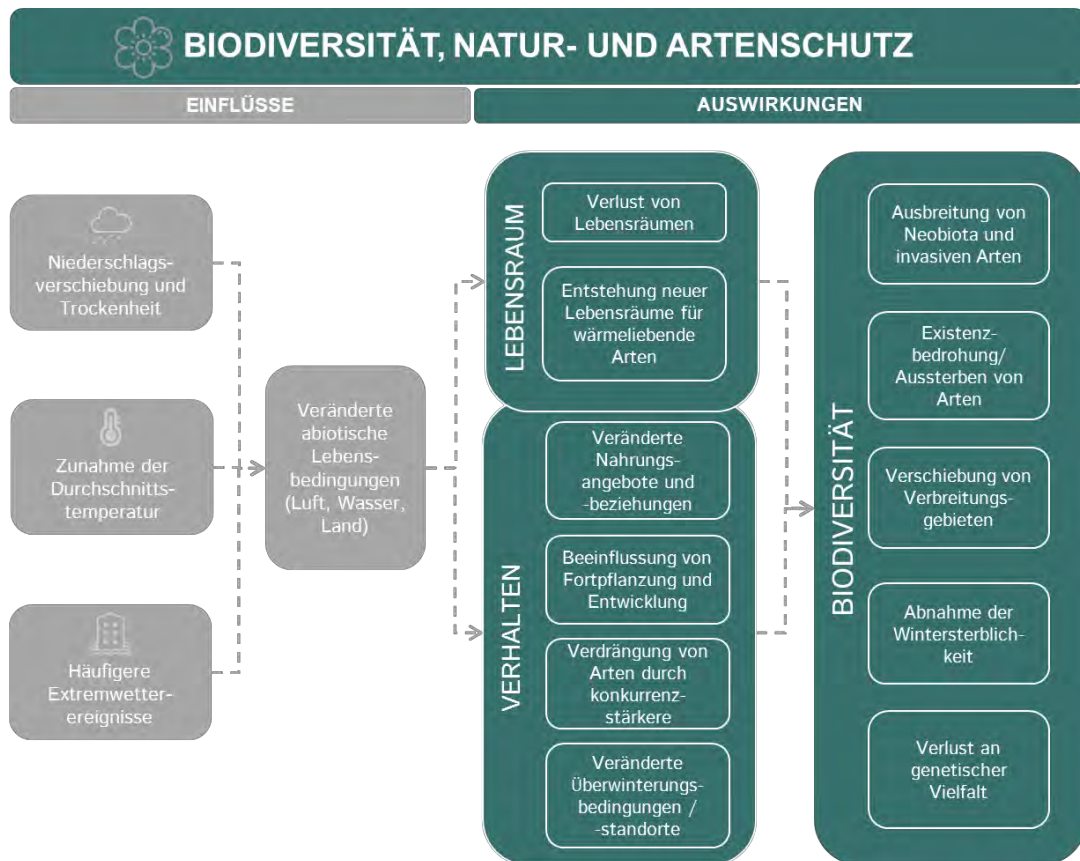 BIODIVERSITÄT, NATUR- UND ARTENSCHUTZ
EINFLÜSSE
AUSWIRKUNGEN
Niederschlags-
verschiebung und
Trockenheit
Zunahme der
Durchschnitts-
temperatur
Häufigere
Extremwetter-
ereignisse
Veränderte
abiotische
Lebens-
bedingungen
(Luft, Wasser,
Land)
LEBENSRAUM
Verlust von
Lebensräumen
Entstehung neuer
Lebensräume für
wärmeliebende
Arten
VERHALTEN
Veränderte
Nahrungs-
angebote und
-beziehungen
Beeinflussung von
Fortpflanzung und
Entwicklung
Verdrängung von
Arten durch
konkurrenz-
stärkere
Veränderte
Überwinterungs-
bedingungen /
-standorte
BIODIVERSITÄT
Ausbreitung von
Neobiota und
invasiven Arten
Existenz-
bedrohung/
Aussterben von
Arten
Verschiebung von
Verbreitungs-
gebieten
Abnahme der
Wintersterblich-
keit
Verlust an
genetischer
Vielfalt